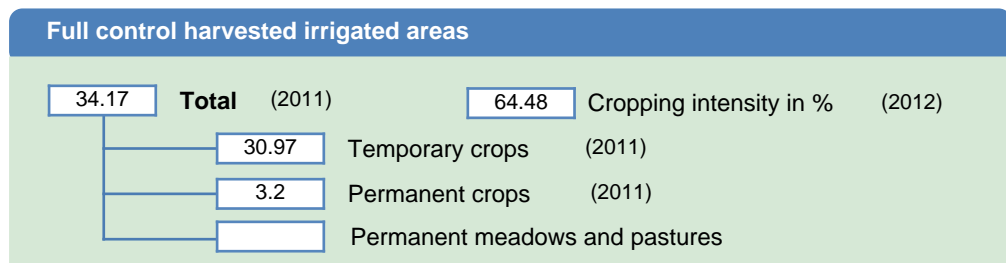 Full control harvested irrigated areas
34.17 Total (2011) 64.48 Cropping intensity in % (2012)
30.97 Temporary crops (2011)
3.2 Permanent crops (2011)
Permanent meadows and pastures